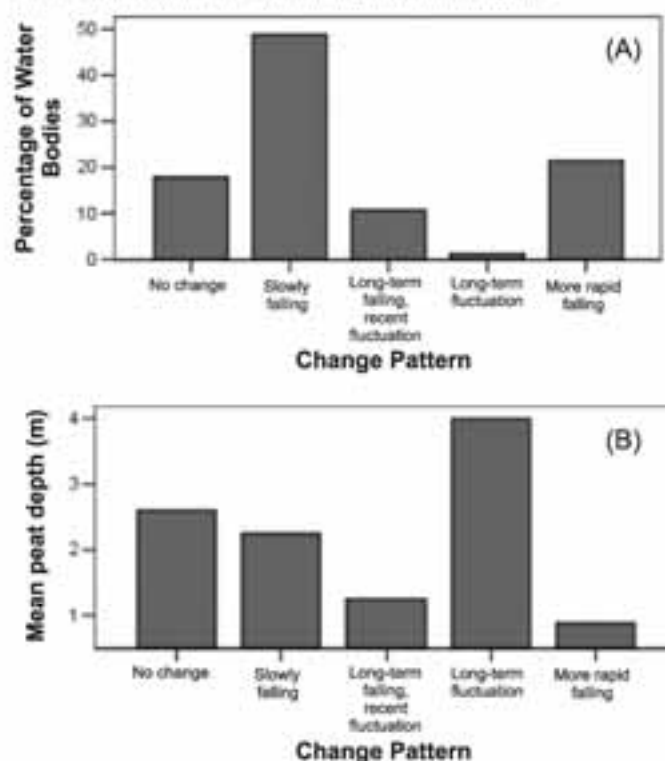 (A)
Percentage of Water
Bodies
50
40
30
20
10
0
No change
Slowly
falling
Long-term
falling,
recent
fluctuation
Long-term
fluctuation
More rapid
falling
Change Pattern
(B)
Mean peat depth (m)
4
3
2
1
No change
Slowly
falling
Long-term
falling,
recent
fluctuation
Long-term
fluctuation
More rapid
falling
Change Pattern